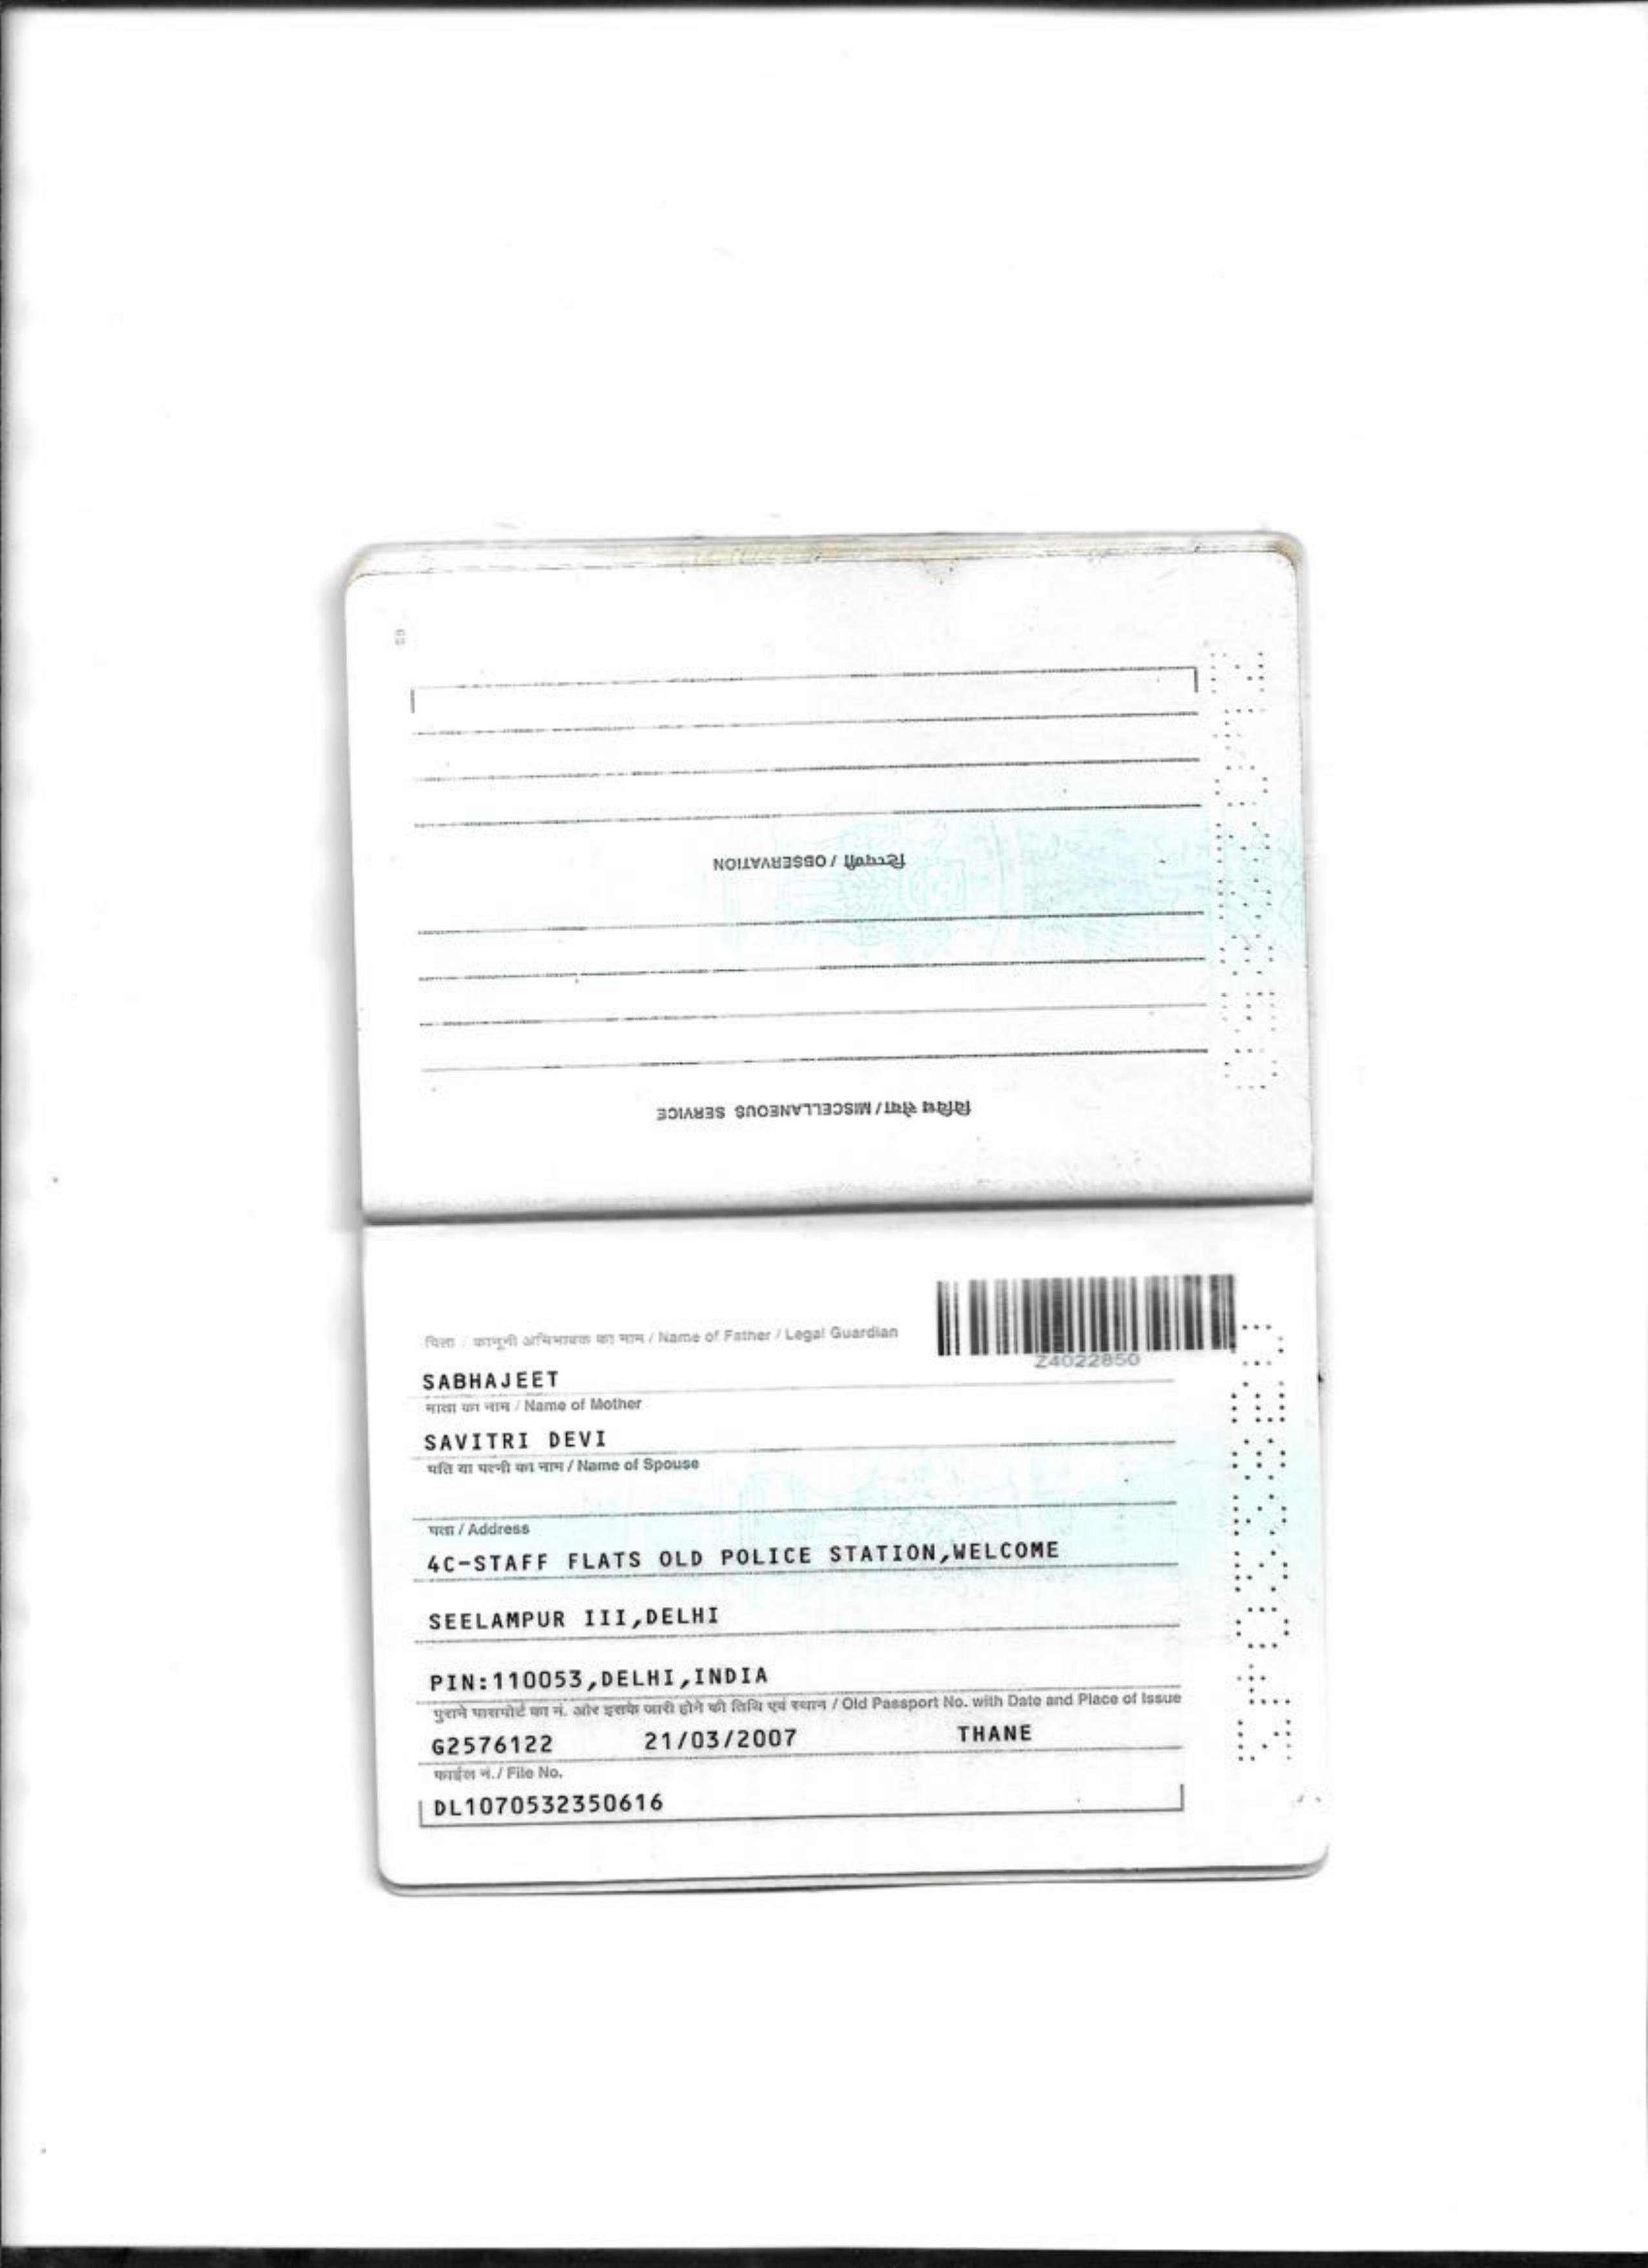 विविध सेवा / MISCELLANEOUS SERVICE
टिप्पणी / OBSERVATION
पिता / कानूनी अभिभावक का नाम / Name of Father / Legal Guardian
Z4022850
SABHAJEET
माता का नाम / Name of Mother
SAVITRI DEVI
पति या पत्नी का नाम / Name of Spouse
पता / Address
4C-STAFF FLATS OLD POLICE STATION,WELCOME
SEELAMPUR III,DELHI
PIN:110053,DELHI,INDIA
पुराने पासपोर्ट का नं. और इसके जारी होने की तिथि एवं स्थान / Old Passport No. with Date and Place of Issue
G2576122 21/03/2007 THANE
फाईल नं./ File No.
DL1070532350616